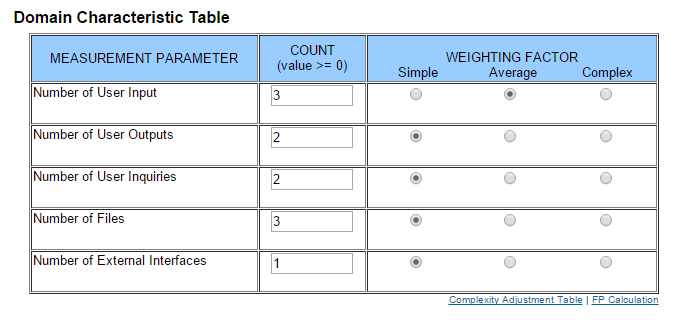 Domain Characteristic Table
MEASUREMENT PARAMETER
COUNT
(value >= 0)
WEIGHTING FACTOR
Simple Average Complex
Number of User Input 3
Number of User Outputs 2
Number of User Inquiries 2
Number of Files 3
Number of External Interfaces 1
Complexity Adjustment Table | FP Calculation